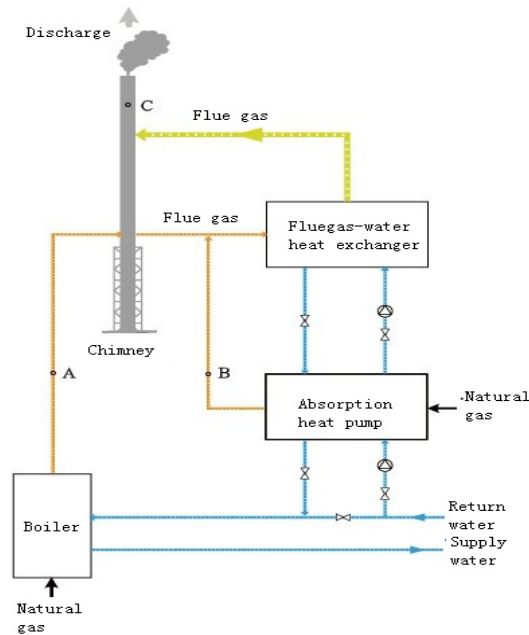 Discharge
C
Flue gas
Flue gas
Fluegas-water
heat exchanger
Chimney
A
B
Absorption
heat pump
Natural
gas
Boiler
Return
water
Supply
water
Natural
gas